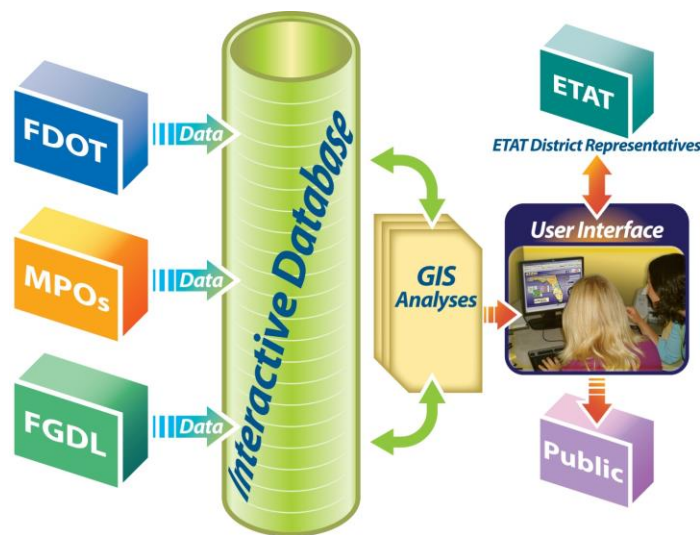 FDOT
Data
MPOs
Data
FGDL
Data
Interactive Database
GIS
Analyses
ETAT
ETAT District Representatives
User Interface
Public